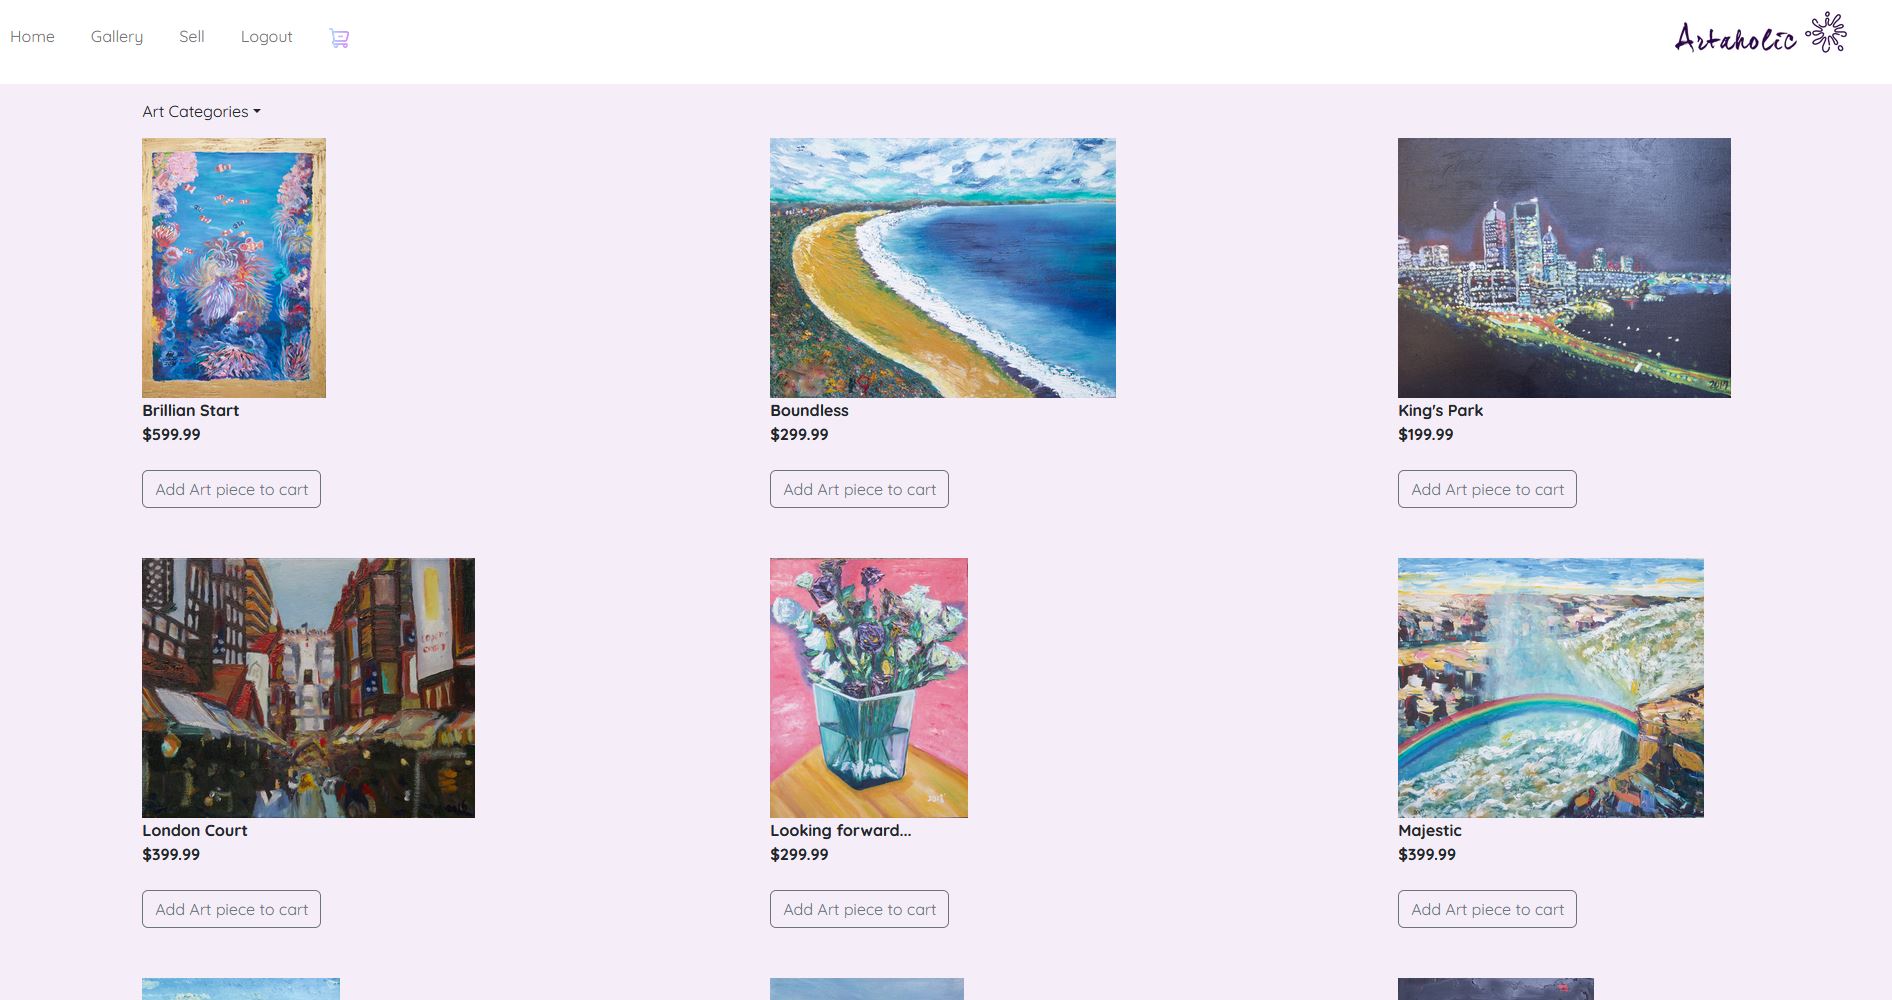 Home Gallery Sell Logout Artaholic
Art Categories
Brillian Start
$599.99
Add Art piece to cart
Boundless
$299.99
Add Art piece to cart
2017
King's Park
$199.99
Add Art piece to cart
LONDON
COURT
London Court
$399.99
Add Art piece to cart
Looking forward...
$299.99
Add Art piece to cart
Majestic
$399.99
Add Art piece to cart